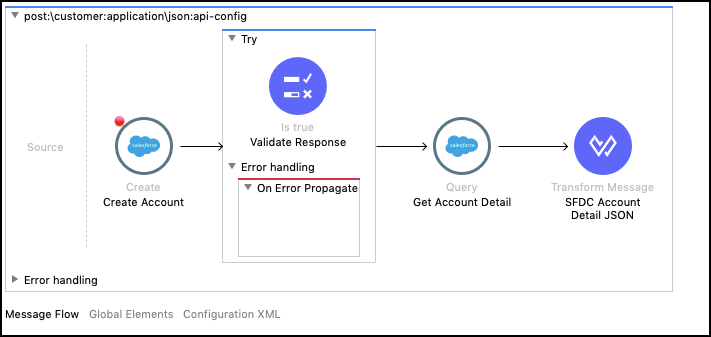 post:\customer:application\json:api-config
Try
Source
salesforce
Create
Create Account
Is true
Validate Response
Error handling
On Error Propagate
salesforce
Query
Get Account Detail
Transform Message
SFDC Account
Detail JSON
Error handling
Message Flow Global Elements Configuration XML